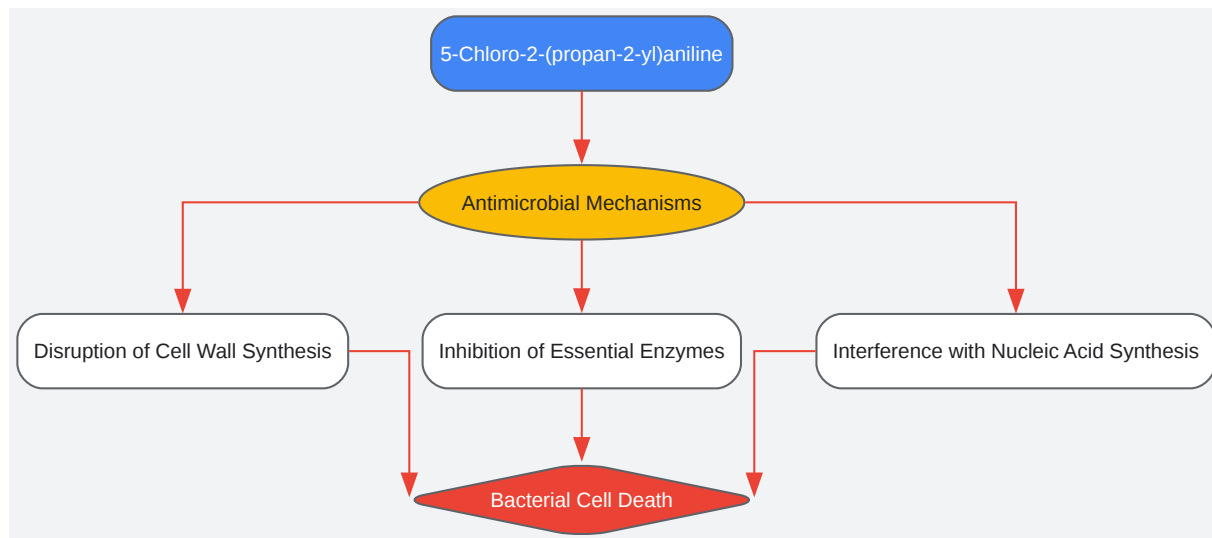 5-Chloro-2-(propan-2-yl)aniline
Antimicrobial Mechanisms
Disruption of Cell Wall Synthesis
Inhibition of Essential Enzymes
Interference with Nucleic Acid Synthesis
Bacterial Cell Death